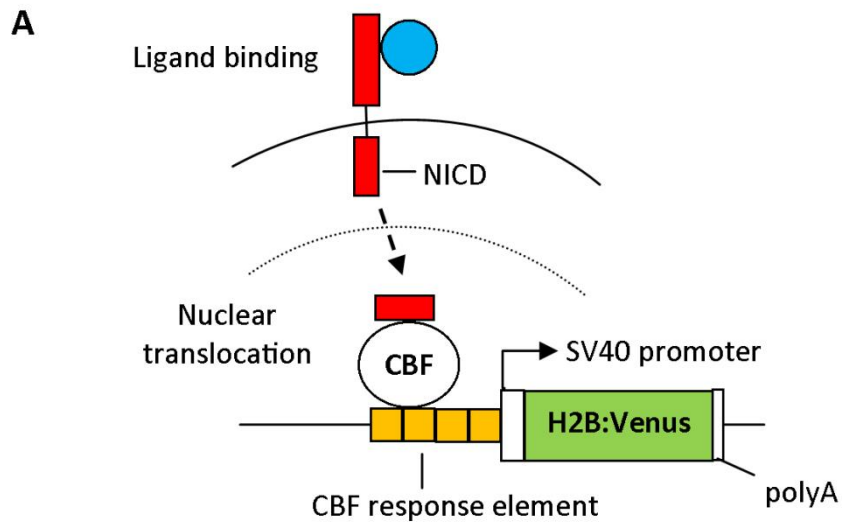 A
Ligand binding
NICD
Nuclear
translocation
CBF
SV40 promoter
H2B:Venus
polyA
CBF response element